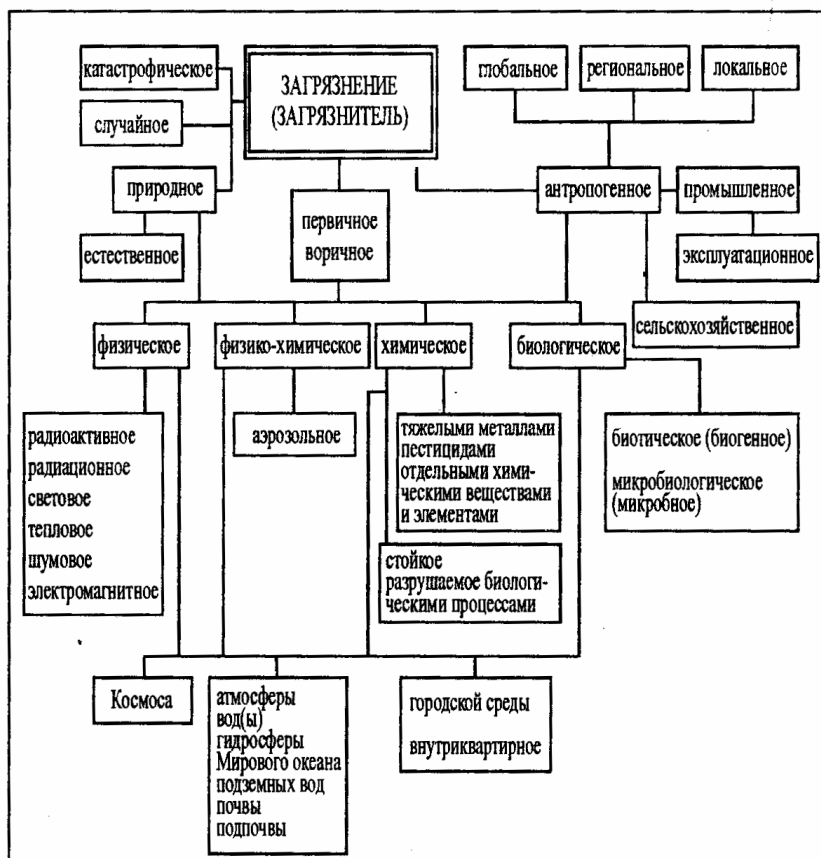 катастрофическое
ЗАГРЯЗНЕНИЕ
(ЗАГРЯЗНИТЕЛЬ)
глобальное
региональное
локальное
случайное
природное
антропогенное
промышленное
первичное
воричное
естественное
эксплуатационное
сельскохозяйственное
физическое
физико-химическое
химическое
биологическое
радиоактивное
радиационное
световое
тепловое
шумовое
электромагнитное
аэрозольное
тяжелыми металлами
пестицидами
отдельными хими-
ческими веществами
и элементами
биотическое (биогенное)
микробиологическое
(микробное)
стойкое
разрушаемое биологи-
ческими процессами
Космоса
атмосферы
вод(ы)
гидросферы
Мирового океана
подземных вод
почвы
подпочвы
городской среды
внутриквартирное